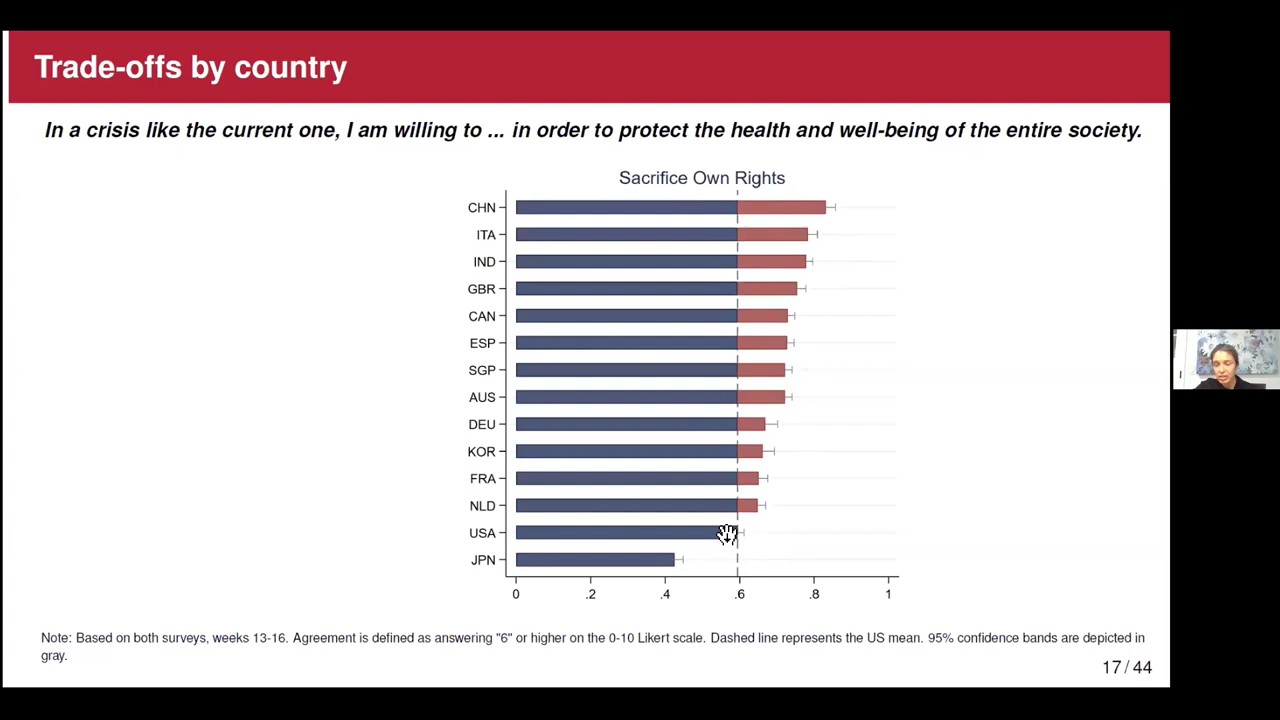 Trade-offs by country
In a crisis like the current one, I am willing to ... in order to protect the health and well-being of the entire society.
Sacrifice Own Rights
CHN
ITA
IND
GBR
CAN
ESP
SGP
AUS
DEU
KOR
FRA
NLD
USA
JPN
0 .2 .4 .6 .8 1
Note: Based on both surveys, weeks 13-16. Agreement is defined as answering "6" or higher on the 0-10 Likert scale. Dashed line represents the US mean. 95% confidence bands are depicted in
gray.
17 / 44